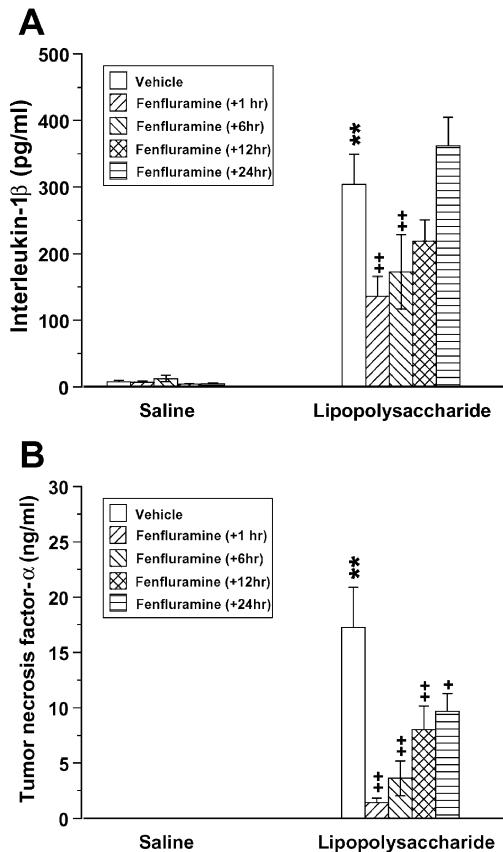 A
Interleukin-1β (pg/ml)
500
400
300
200
100
0
Vehicle
Fenfluramine (+1 hr)
Fenfluramine (+6hr)
Fenfluramine (+12hr)
Fenfluramine (+24hr)
**
++
++
Saline
Lipopolysaccharide
B
Tumor necrosis factor-α (ng/ml)
30
25
20
15
10
5
0
Vehicle
Fenfluramine (+1 hr)
Fenfluramine (+6hr)
Fenfluramine (+12hr)
Fenfluramine (+24hr)
**
++
++
++
+
Saline
Lipopolysaccharide